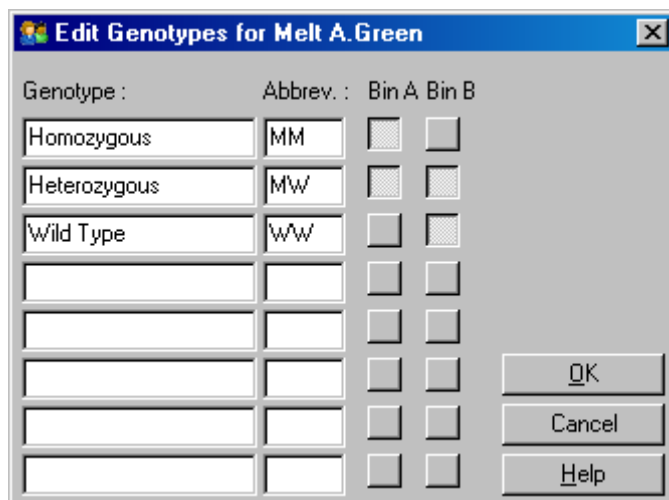 Edit Genotypes for Melt A.Green
Genotype : Abbrev. : Bin A Bin B
Homozygous MM
Heterozygous MW
Wild Type WW
OK
Cancel
Help